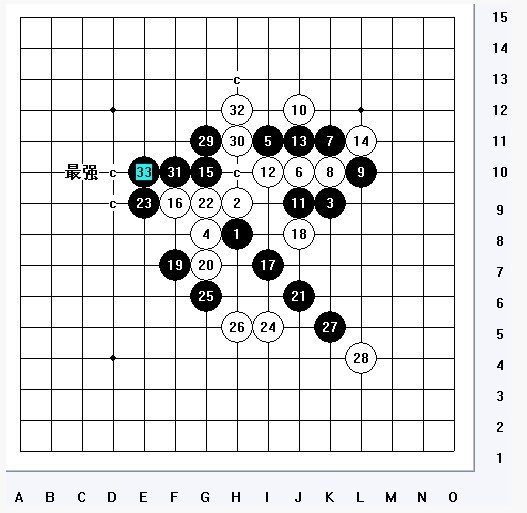 c 15
14
c 13
32 10 12
29 30 5 13 7 14 11
最强 c 33 31 15 c 12 6 8 9 10
c 23 16 22 2 11 3 9
4 1 18 8
19 20 17 7
25 21 6
26 24 27 5
28 4
3
2
1
A B C D E F G H I J K L M N O